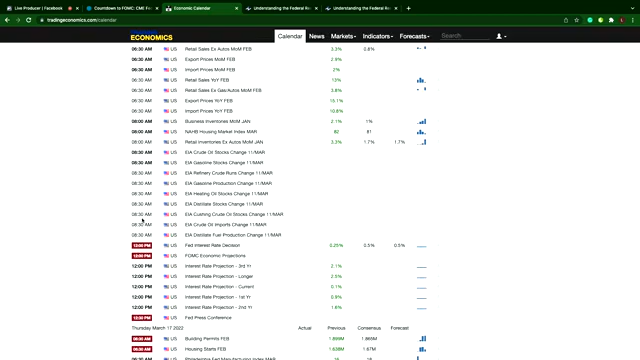 Live Producer | Facebook
Countdown to FOMC: CME Fed
Economic Calendar
Understanding the Federal Re
Understanding the Federal Re
tradingeconomics.com/calendar
ECONOMICS Calendar News Markets Indicators Forecasts Search
06:30 AM US Retail Sales Ex Autos MoM FEB 3.3% 0.8%
06:30 AM US Export Prices MoM FEB 2.9%
06:30 AM US Import Prices MoM FEB 2%
06:30 AM US Retail Sales YoY FEB 13%
06:30 AM US Retail Sales Ex Gas/Autos MoM FEB 3.8%
06:30 AM US Export Prices YoY FEB 15.1%
06:30 AM US Import Prices YoY FEB 10.8%
08:00 AM US Business Inventories MoM JAN 2.1% 1%
08:00 AM US NAHB Housing Market Index MAR 82 81
08:00 AM US Retail Inventories Ex Autos MoM JAN 3.3% 1.7% 1.7%
08:30 AM US EIA Crude Oil Stocks Change 11/MAR
08:30 AM US EIA Gasoline Stocks Change 11/MAR
08:30 AM US EIA Refinery Crude Runs Change 11/MAR
08:30 AM US EIA Gasoline Production Change 11/MAR
08:30 AM US EIA Heating Oil Stocks Change 11/MAR
08:30 AM US EIA Distillate Stocks Change 11/MAR
08:30 AM US EIA Cushing Crude Oil Stocks Change 11/MAR
08:30 AM US EIA Crude Oil Imports Change 11/MAR
08:30 AM US EIA Distillate Fuel Production Change 11/MAR
12:00 PM US Fed Interest Rate Decision 0.25% 0.5% 0.5%
12:00 PM US FOMC Economic Projections
12:00 PM US Interest Rate Projection - 3rd Yr 2.1%
12:00 PM US Interest Rate Projection - Longer 2.5%
12:00 PM US Interest Rate Projection - Current 0.1%
12:00 PM US Interest Rate Projection - 1st Yr 0.9%
12:00 PM US Interest Rate Projection - 2nd Yr 1.6%
12:30 PM US Fed Press Conference
Thursday March 17 2022 Actual Previous Consensus Forecast
06:30 AM US Building Permits FEB 1.895M 1.865M
06:30 AM US Housing Starts FEB 1.638M 1.67M
06:30 AM US Philadelphia Fed Manufacturing Index MAR 16 18